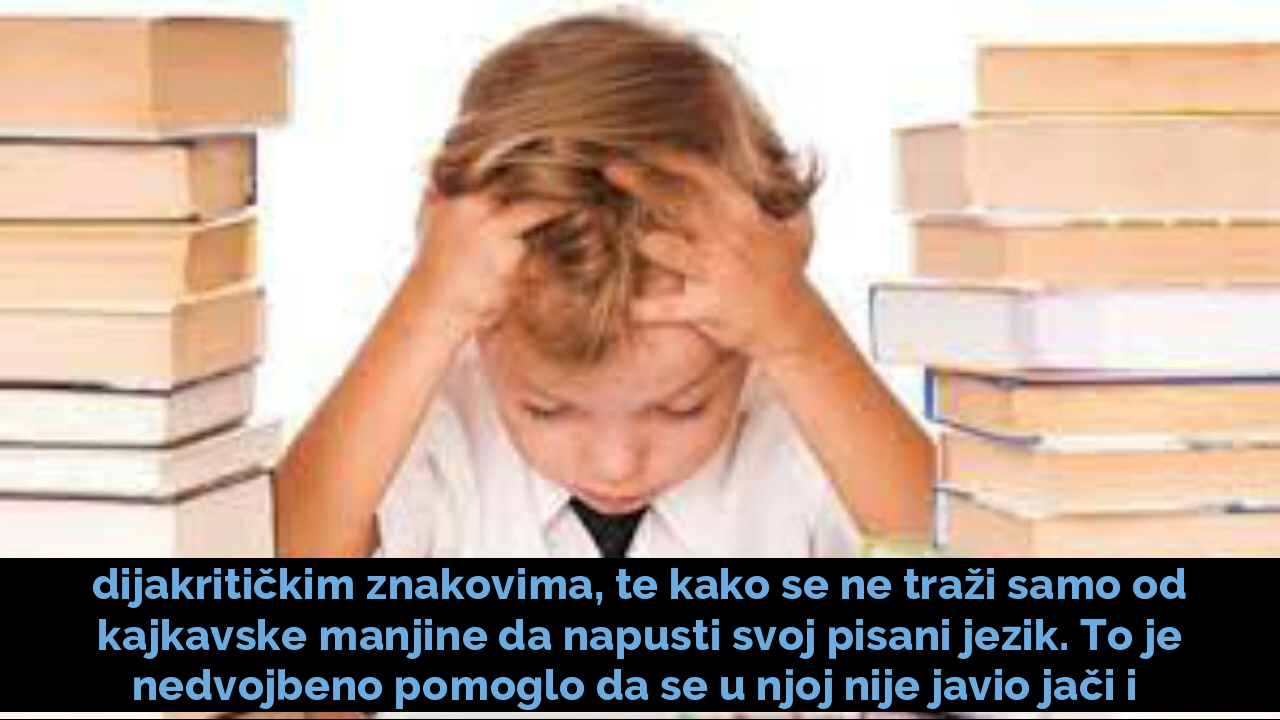 dijakritičkim znakovima, te kako se ne traži samo od
kajkavske manjine da napusti svoj pisani jezik. To je
nedvojbeno pomoglo da se u njoj nije javio jači i